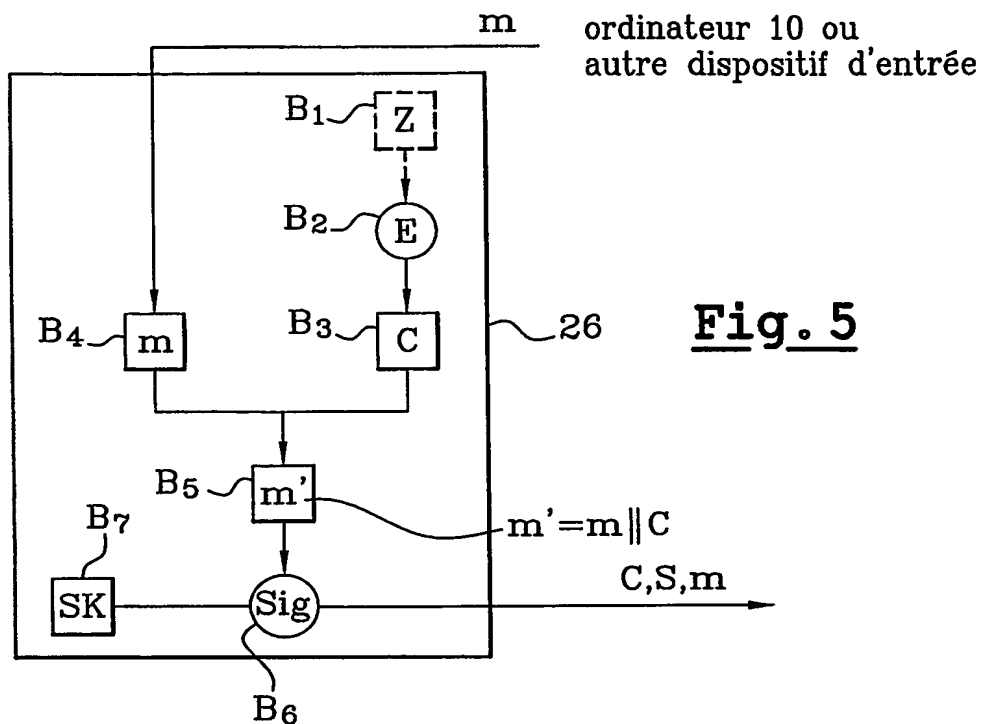 m
ordinateur 10 ou
autre dispositif d'entrée
B1
Z
B2
E
B4
m
B3
C
26
Fig. 5
B5
m'
m'=m||C
B7
SK
Sig
C,S,m
B6